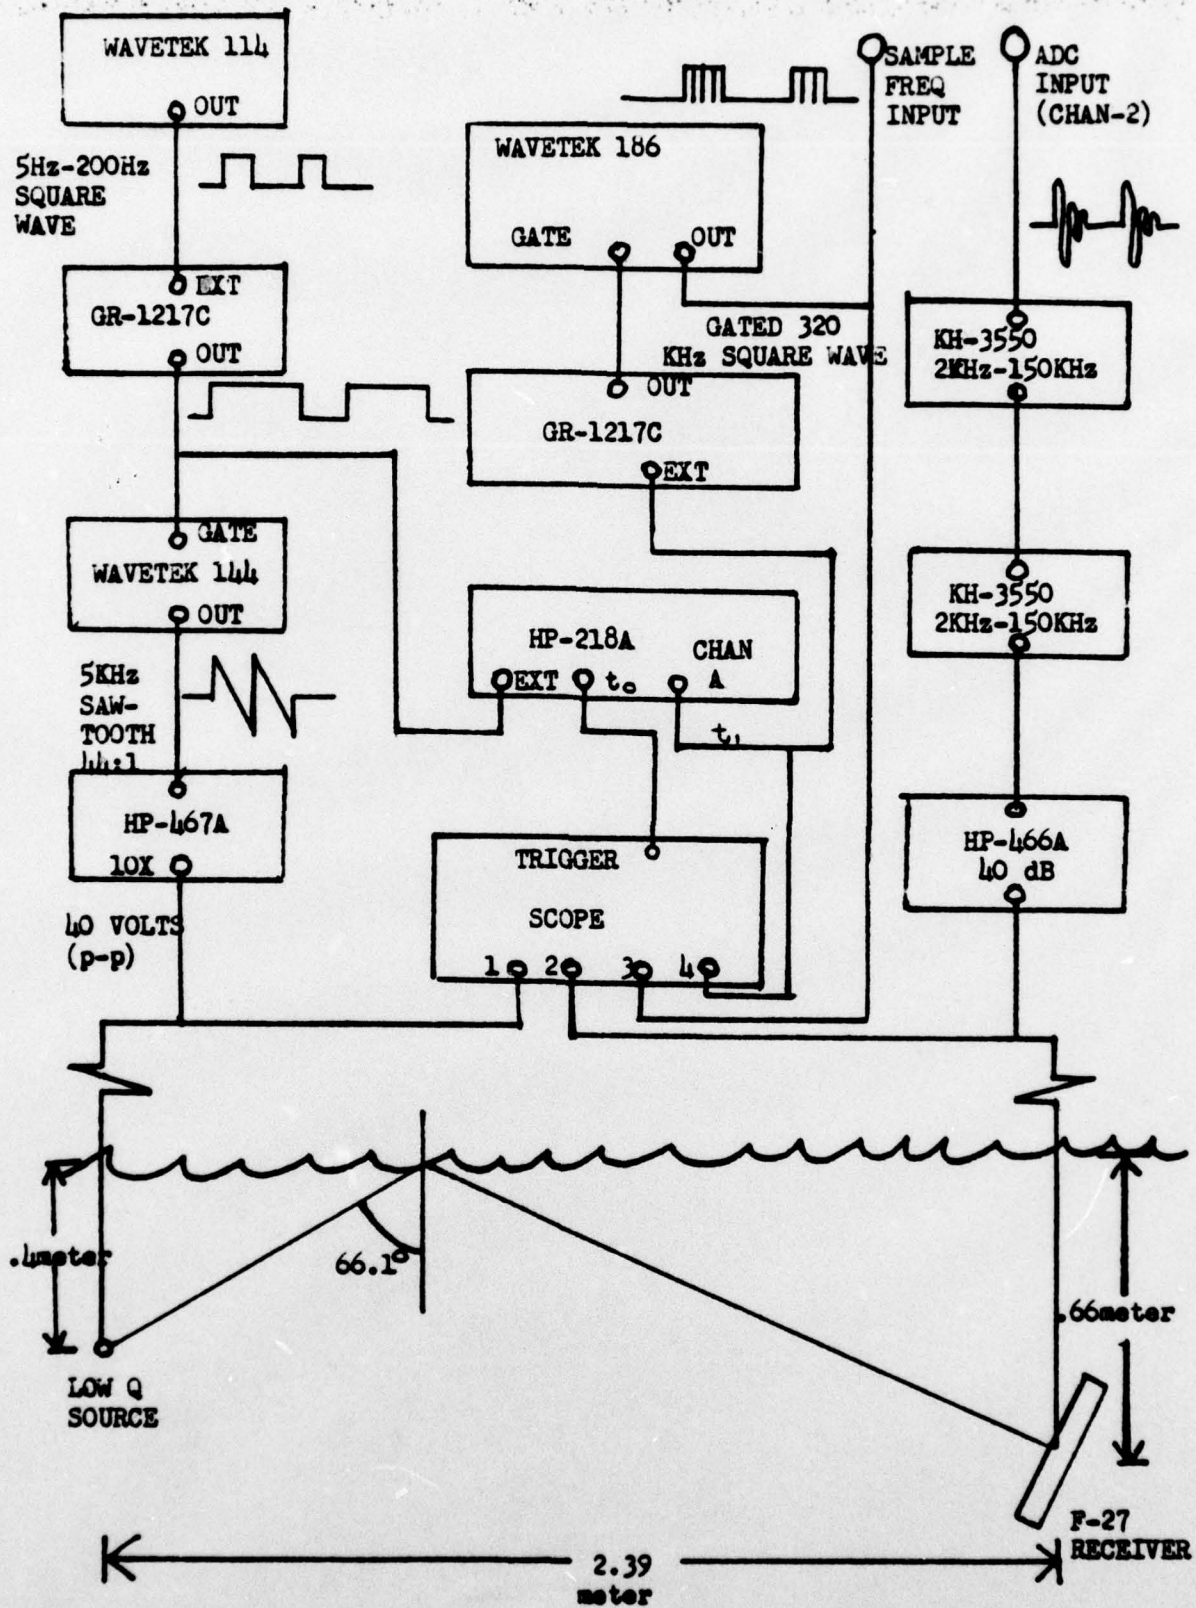 WAVETEK 114
OUT
5Hz-200Hz
SQUARE
WAVE
EXT
GR-1217C
OUT
GATE
WAVETEK 144
OUT
5KHz
SAW-
TOOTH
44:1
HP-467A
10X
40 VOLTS
(p-p)
WAVETEK 186
GATE
OUT
GATED 320
KHz SQUARE WAVE
OUT
GR-1217C
EXT
HP-218A
CHAN
A
EXT
t₀
t₁
TRIGGER
SCOPE
1
2
3
4
SAMPLE
FREQ
INPUT
ADC
INPUT
(CHAN-2)
KH-3550
2KHz-150KHz
KH-3550
2KHz-150KHz
HP-466A
40 dB
.4meter
66.1°
.66meter
LOW Q
SOURCE
F-27
RECEIVER
2.39
meter